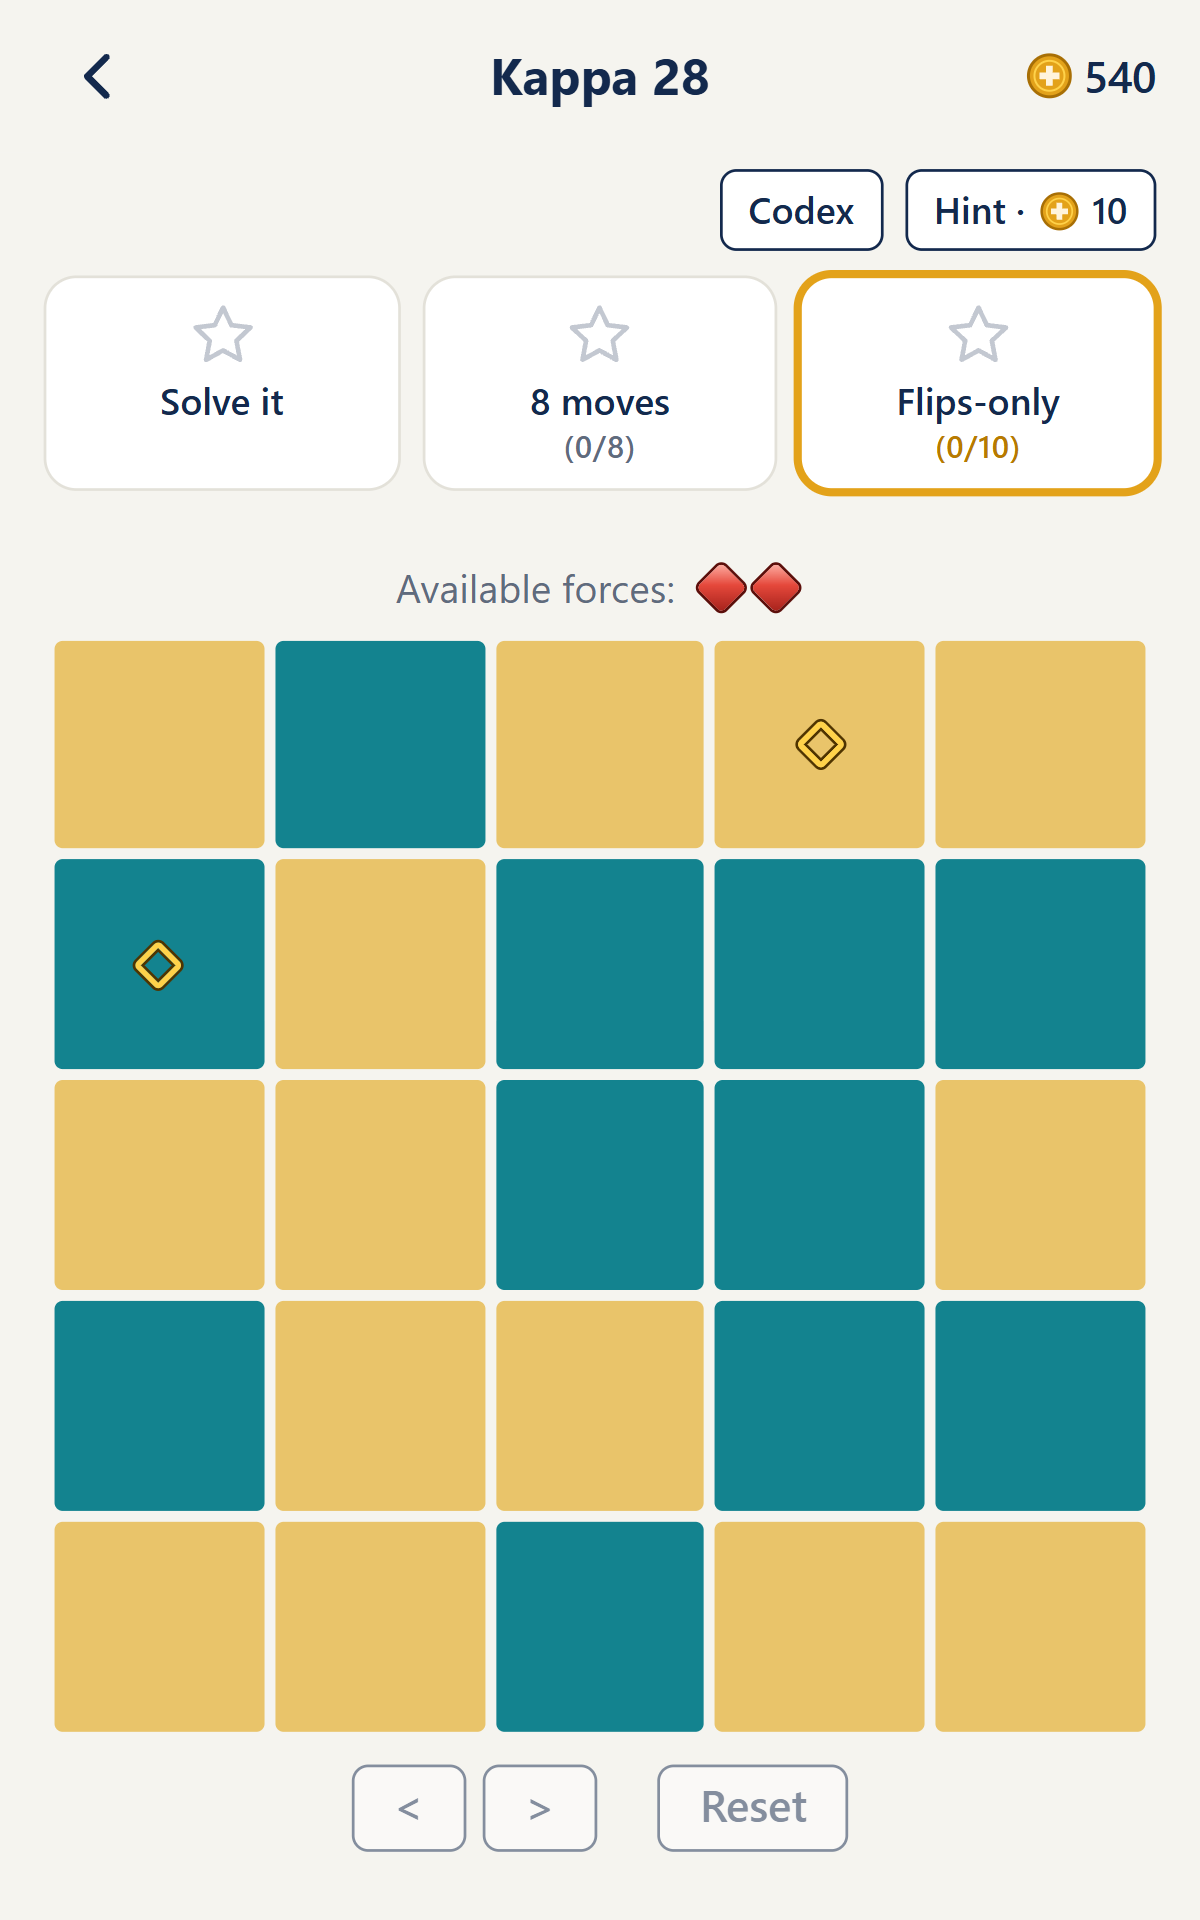 Kappa 28
540
Codex
Hint · 10
Solve it
8 moves
(0/8)
Flips-only
(0/10)
Available forces:
<
>
Reset